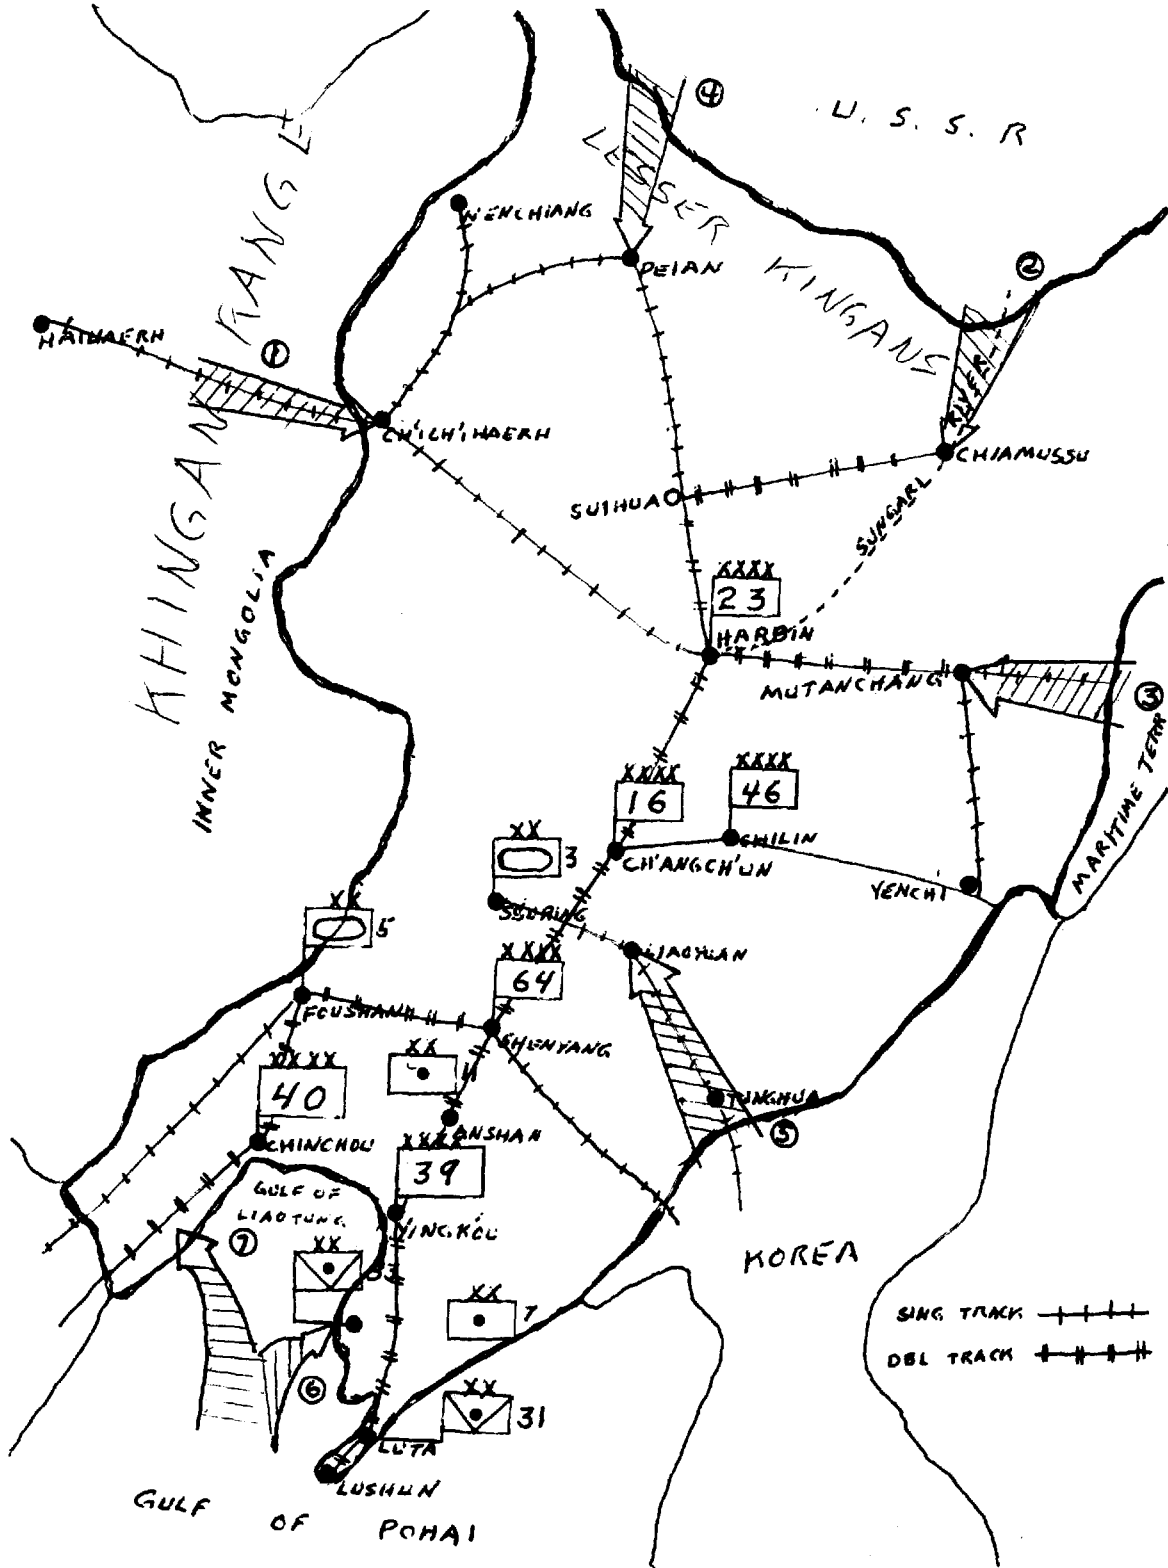 ④
U. S. S. R
LESSER KINGANS
NENCHIANG
PEIAN
②
HAIHAERH
①
KHINGAN RANGE
CH'ICH'IHAERH
RIVER
CHIAMUSSU
SUIHUA
SUNGARI
INNER MONGOLIA
XXXX
23
HARBIN
MUTANCHANG
③
MARITIME TERR
XXXX
16
XXXX
46
CH'ANGCH'UN
CHILIN
YENCHI
XX
3
SSUPING
XX
5
LIAOYUAN
XXXX
64
FOUSHAN
SHENYANG
XX
11
XXXX
40
TUNGHUA
⑤
ANSHAN
CHINCHOU
XXXX
39
GULF OF
LIAOTUNG
YINGKOU
⑦
XX
KOREA
XX
7
SING TRACK
DBL TRACK
⑥
XX
31
LUTA
LUSHUN
GULF OF POHAI